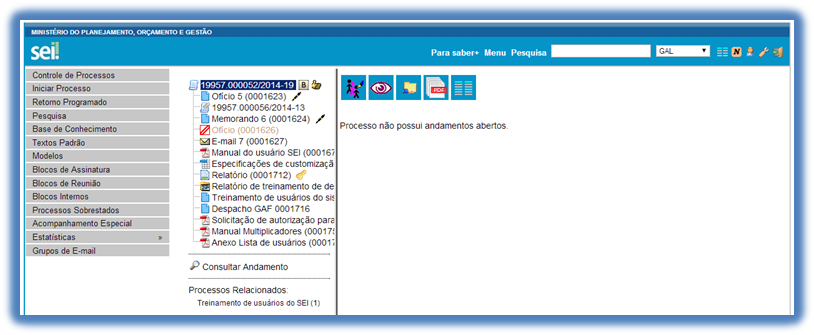 MINISTÉRIO DO PLANEJAMENTO, ORÇAMENTO E GESTÃO
sei!
Para saber+ Menu Pesquisa GAL N
Controle de Processos
Iniciar Processo
Retorno Programado
Pesquisa
Base de Conhecimento
Textos Padrão
Modelos
Blocos de Assinatura
Blocos de Reunião
Blocos Internos
Processos Sobrestados
Acompanhamento Especial
Estatísticas »
Grupos de E-mail
19957.000052/2014-19 B
Ofício 5 (0001623)
19957.000056/2014-13
Memorando 6 (0001624)
Ofício (0001626)
E-mail 7 (0001627)
Manual do usuário SEI (00016
Especificações de customizaçã
Relatório (0001712)
Relatório de treinamento de de
Treinamento de usuários do sis
Despacho GAF 0001716
Solicitação de autorização para
Manual Multiplicadores (00017
Anexo Lista de usuários (0001
Consultar Andamento
Processos Relacionados:
Treinamento de usuários do SEI (1)
PDF
Processo não possui andamentos abertos.